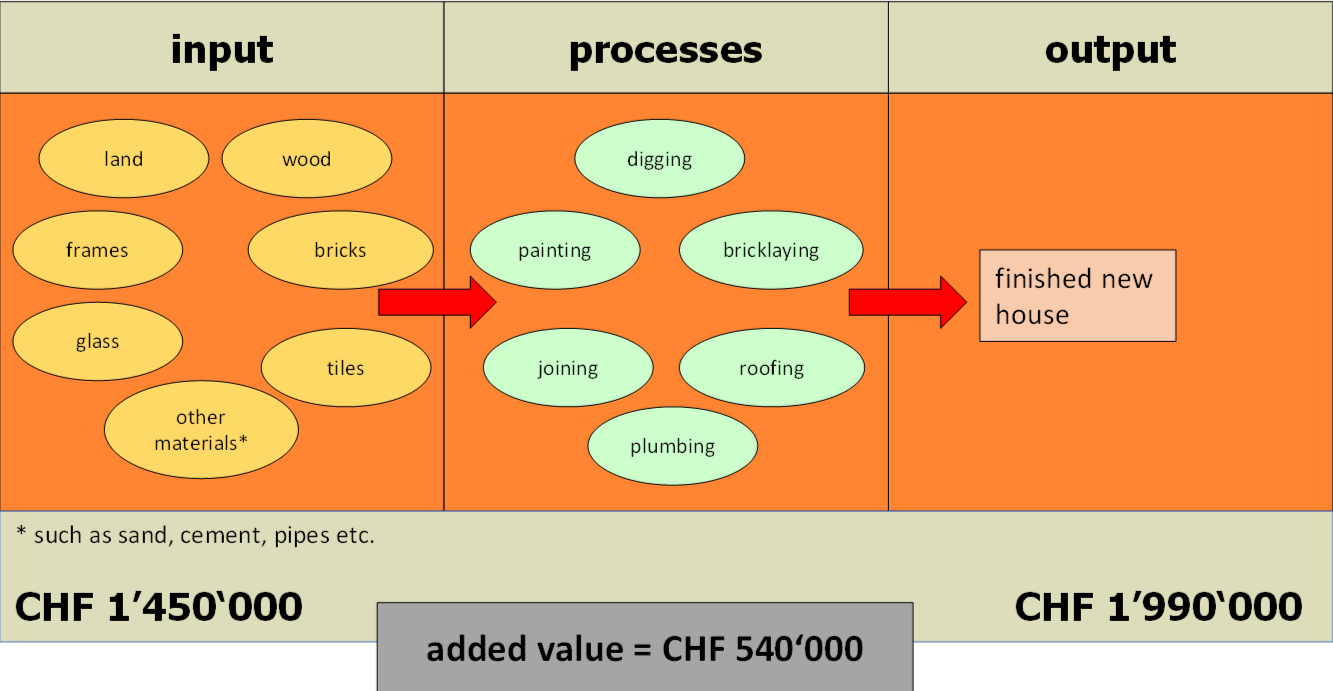 input
processes
output
land
wood
frames
bricks
glass
tiles
other
materials*
digging
painting
bricklaying
joining
roofing
plumbing
finished new
house
* such as sand, cement, pipes etc.
CHF 1’450‘000
CHF 1’990‘000
added value = CHF 540‘000